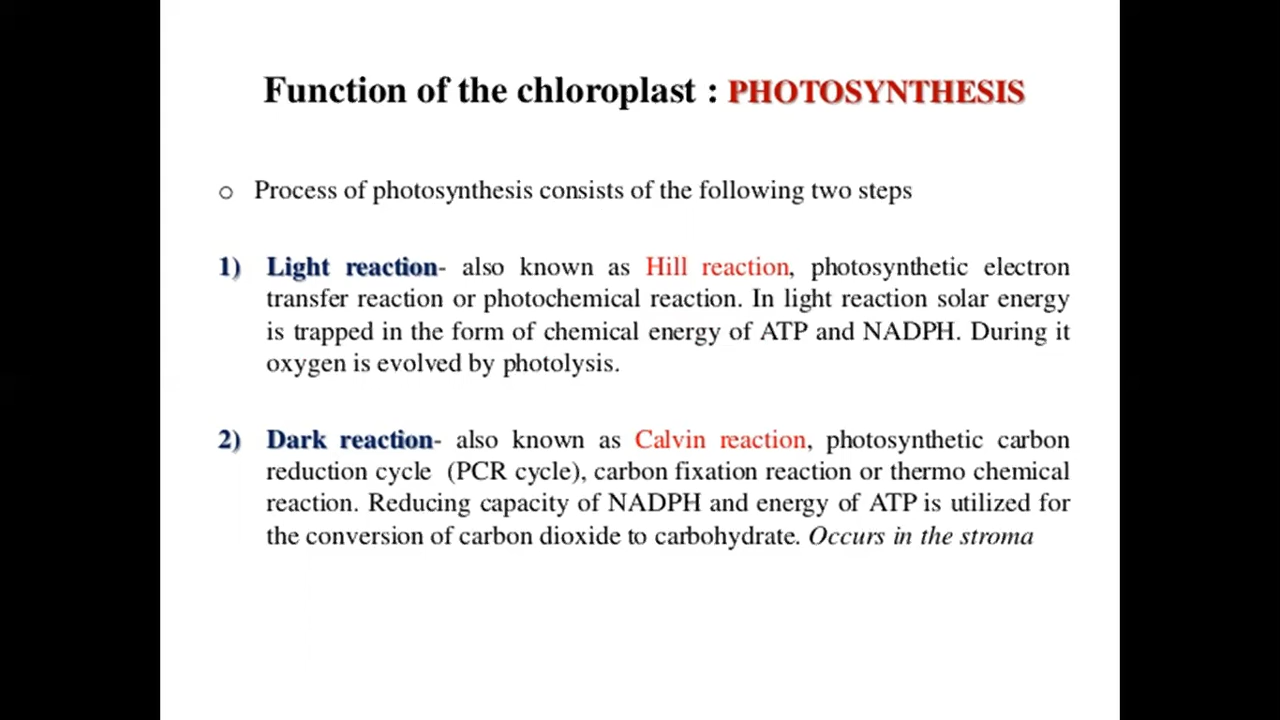 Function of the chloroplast : PHOTOSYNTHESIS
o Process of photosynthesis consists of the following two steps
1) Light reaction- also known as Hill reaction, photosynthetic electron
transfer reaction or photochemical reaction. In light reaction solar energy
is trapped in the form of chemical energy of ATP and NADPH. During it
oxygen is evolved by photolysis.
2) Dark reaction- also known as Calvin reaction, photosynthetic carbon
reduction cycle (PCR cycle), carbon fixation reaction or thermo chemical
reaction. Reducing capacity of NADPH and energy of ATP is utilized for
the conversion of carbon dioxide to carbohydrate. Occurs in the stroma